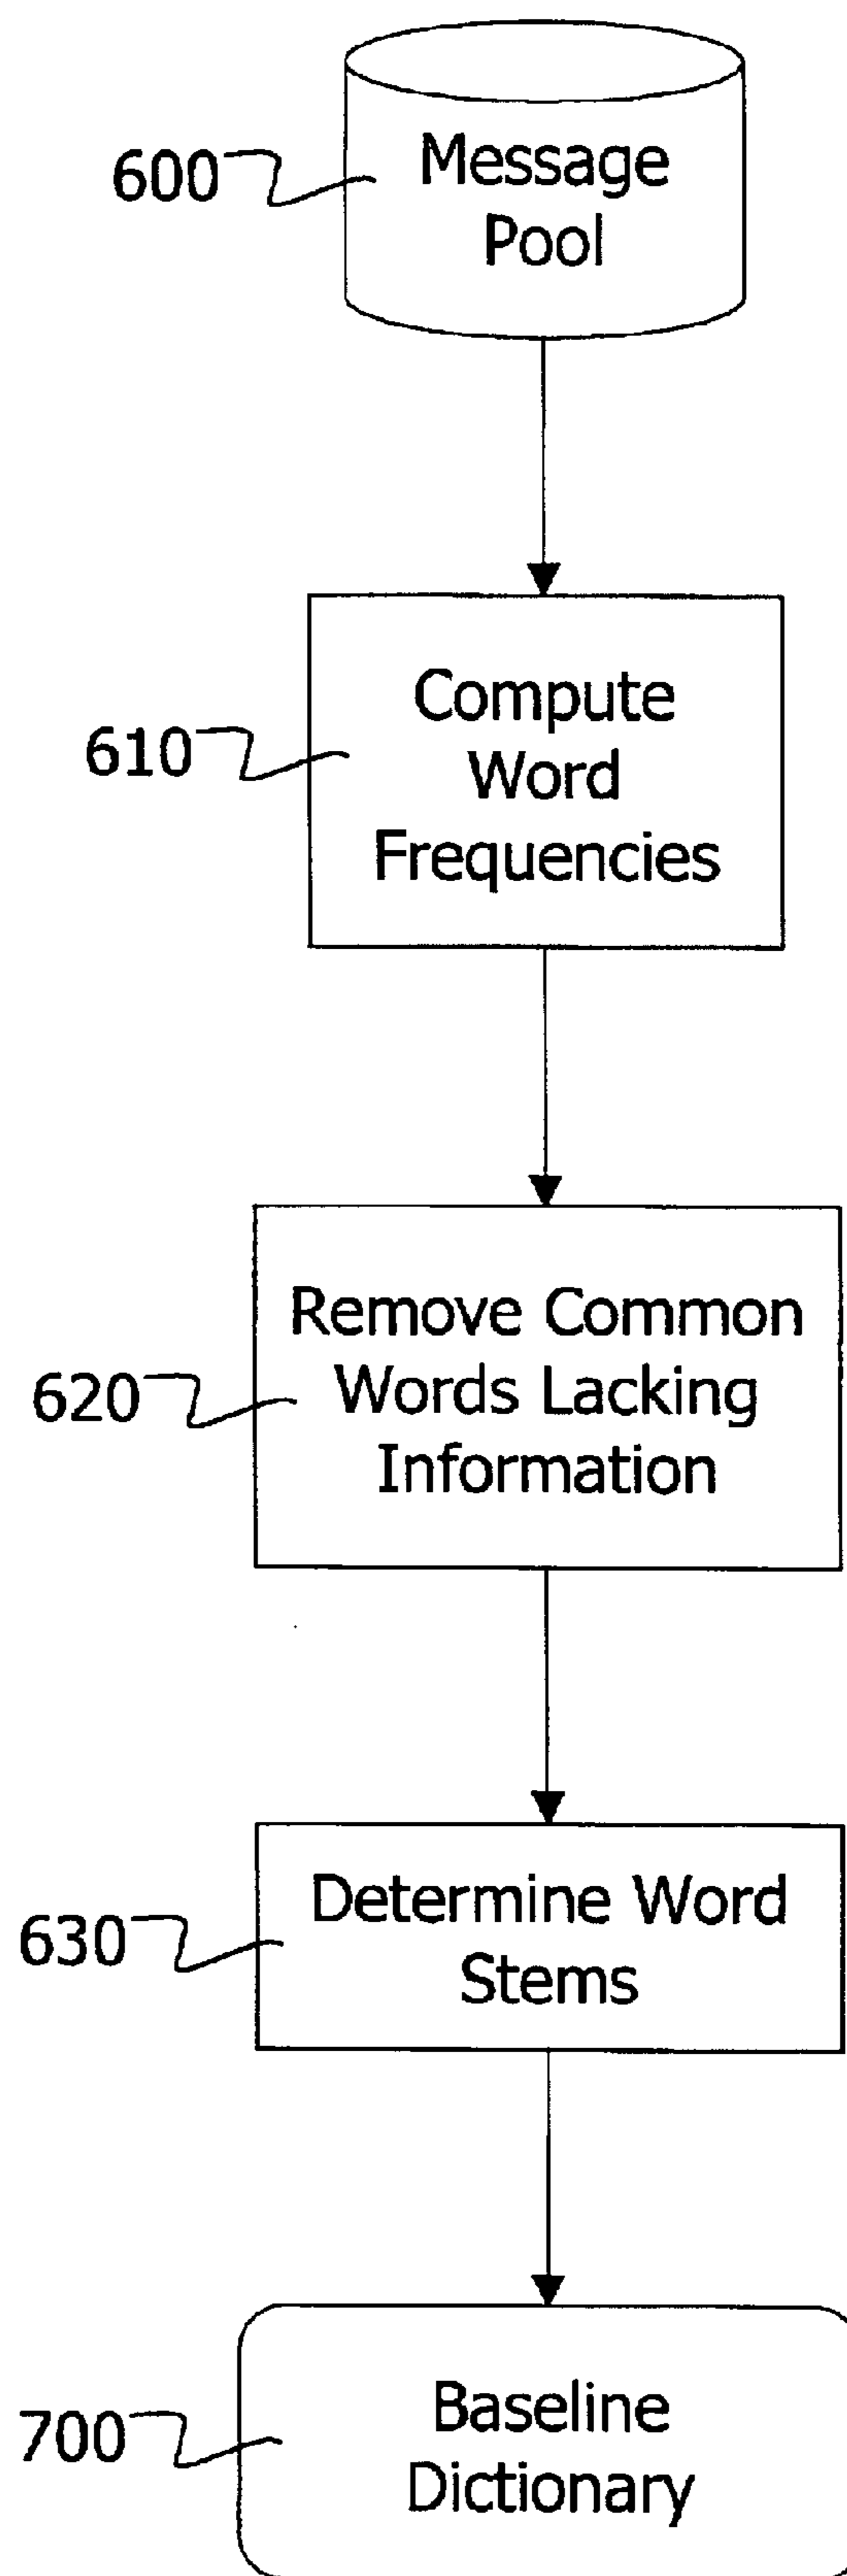 600
Message
Pool
610
Compute
Word
Frequencies
620
Remove Common
Words Lacking
Information
630
Determine Word
Stems
700
Baseline
Dictionary